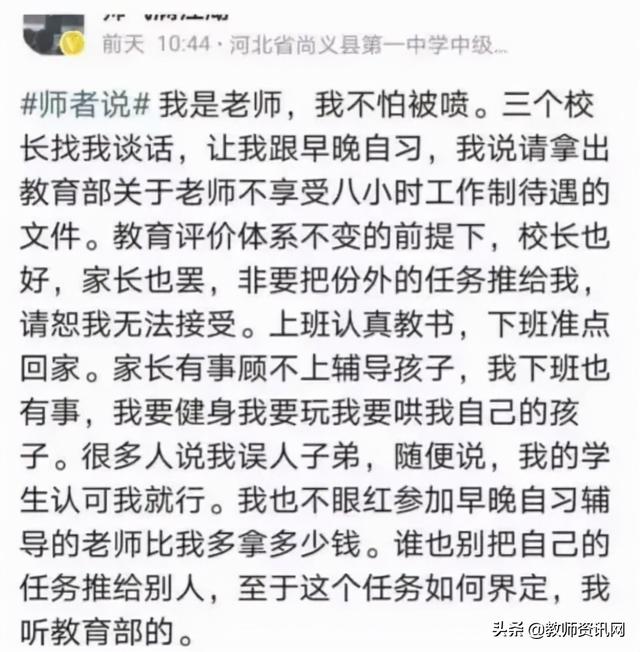 前天 10:44·河北省尚义县第一中学中级...
#师者说# 我是老师，我不怕被喷。三个校
长找我谈话，让我跟早晚自习，我说请拿出
教育部关于老师不享受八小时工作制待遇的
文件。教育评价体系不变的前提下，校长也
好，家长也罢，非要把份外的任务推给我，
请恕我无法接受。上班认真教书，下班准点
回家。家长有事顾不上辅导孩子，我下班也
有事，我要健身我要玩我要哄我自己的孩
子。很多人说我误人子弟，随便说，我的学
生认可我就行。我也不眼红参加早晚自习辅
导的老师比我多拿多少钱。谁也别把自己的
任务推给别人，至于这个任务如何界定，我
听教育部的。
头条 @教师资讯网